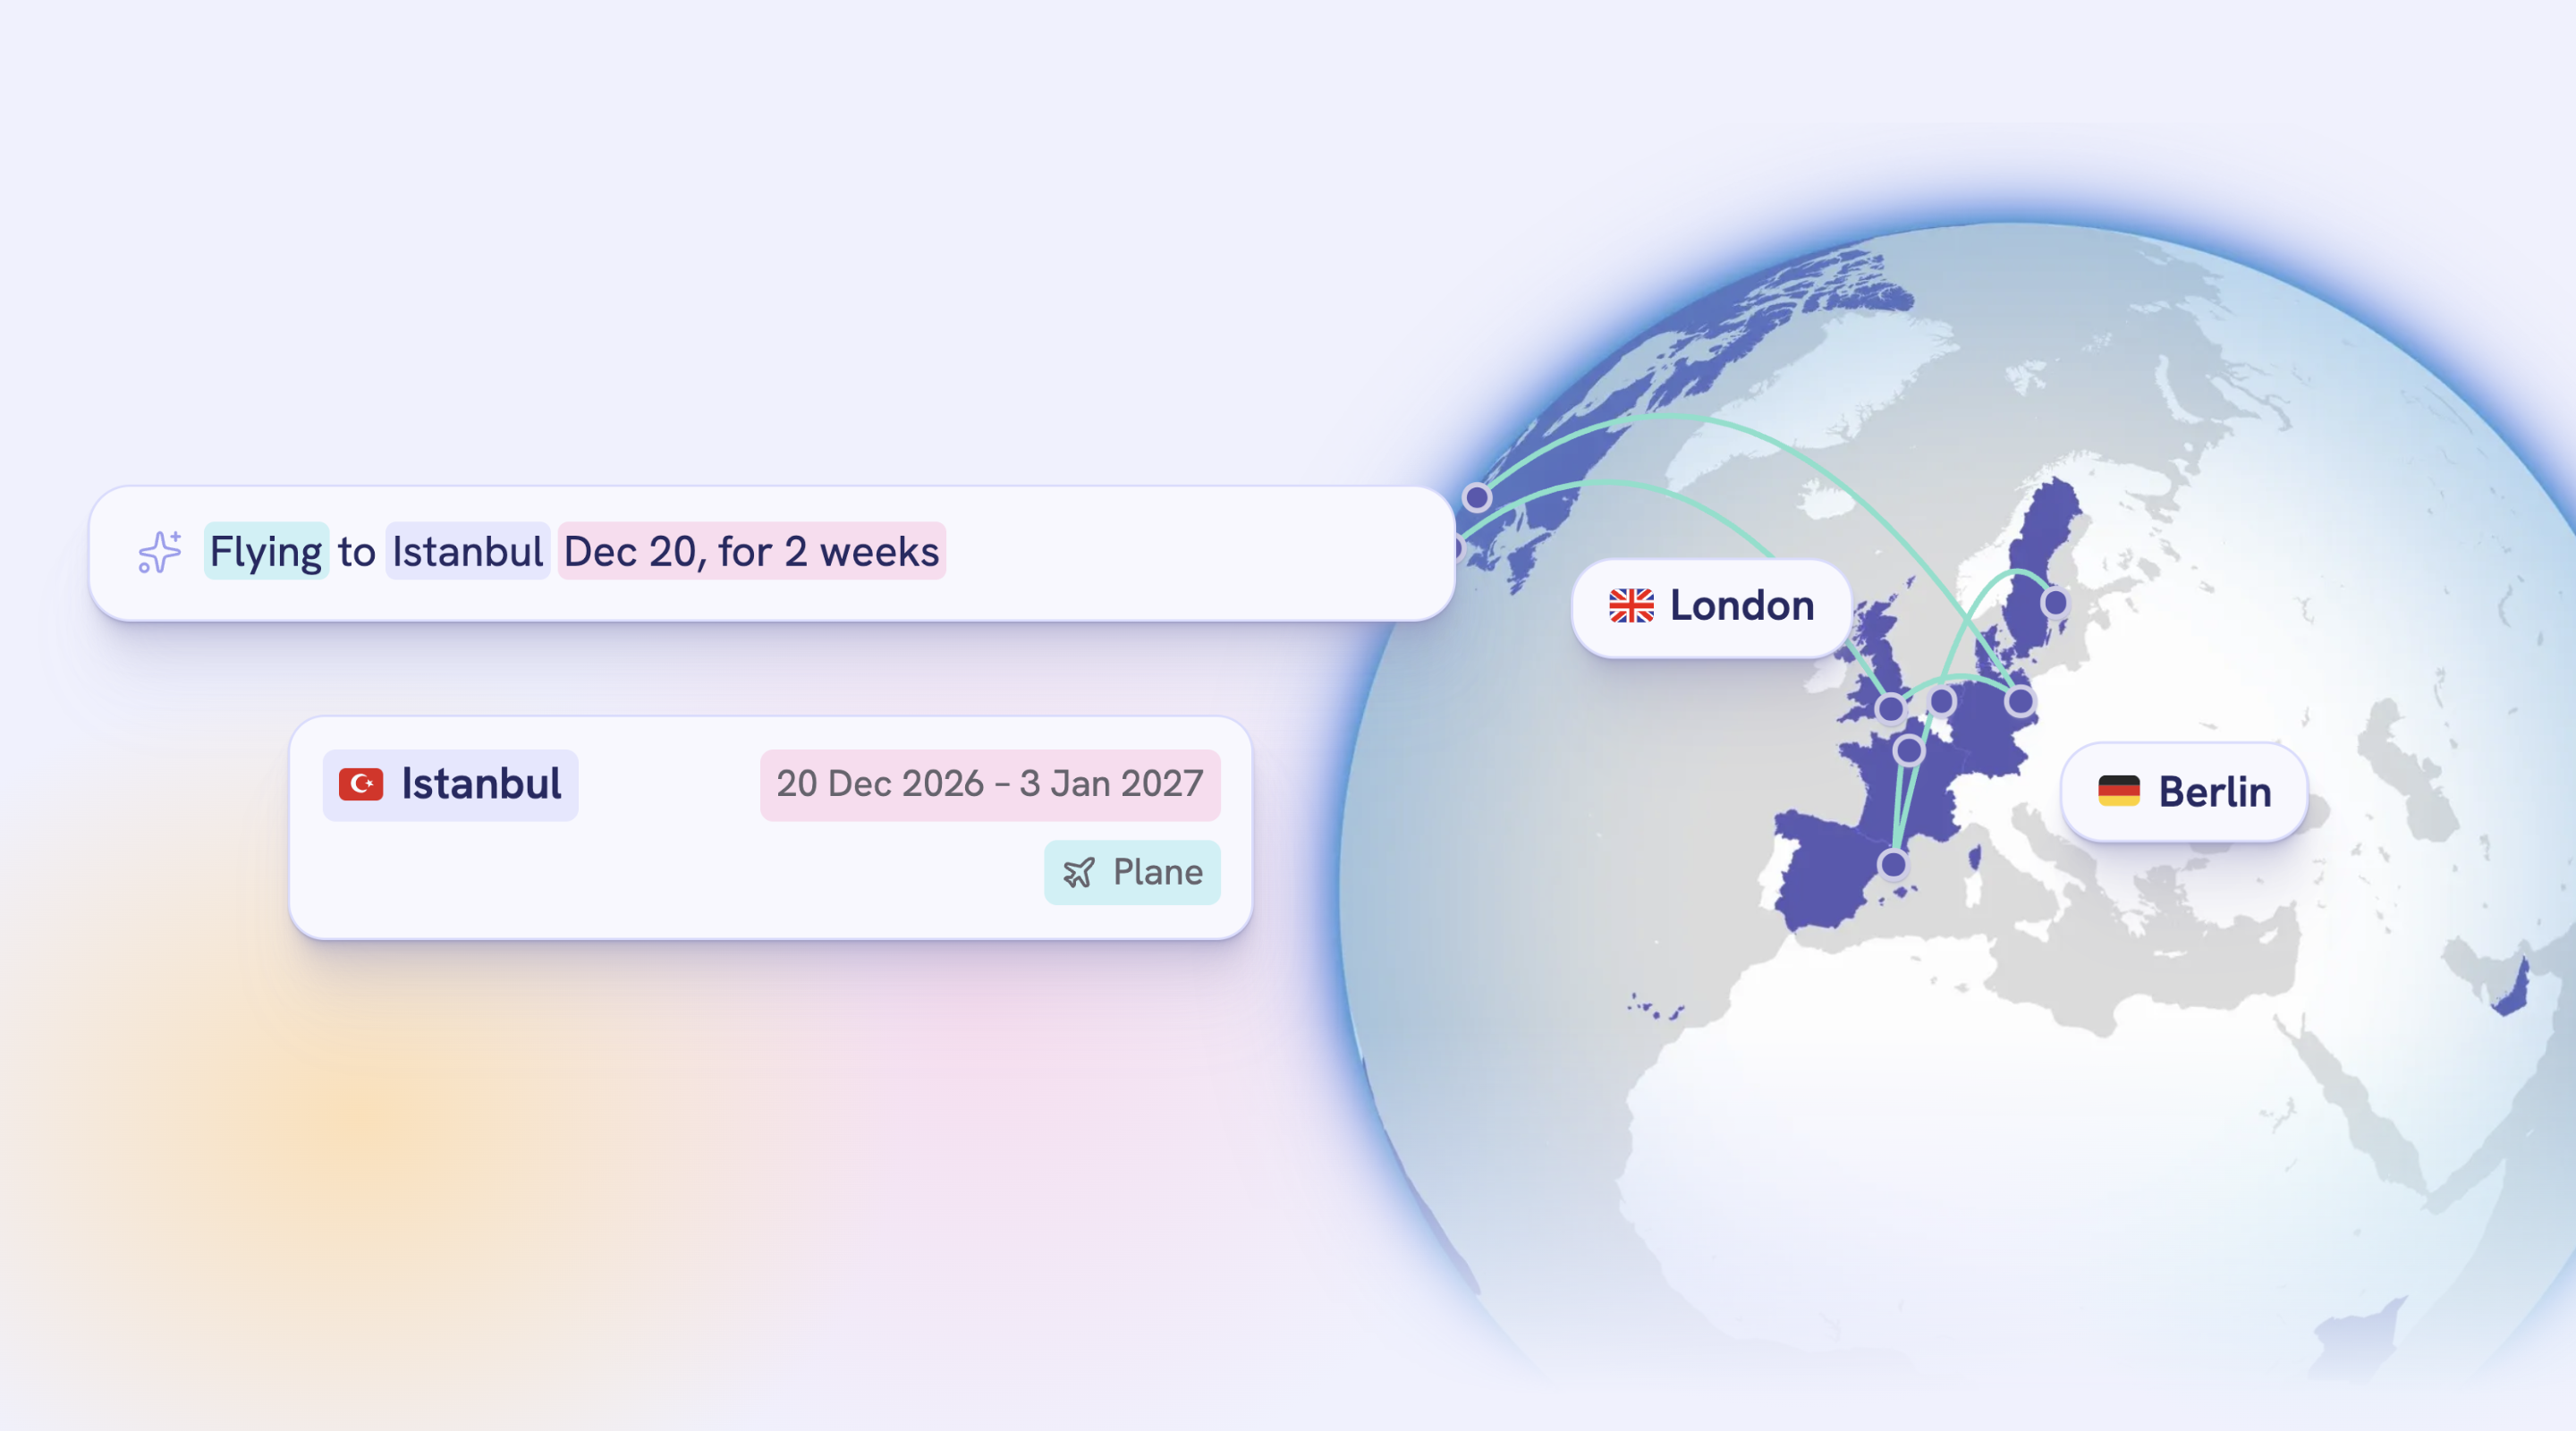 Flying to Istanbul Dec 20, for 2 weeks
London
Istanbul
20 Dec 2026 – 3 Jan 2027
Berlin
Plane